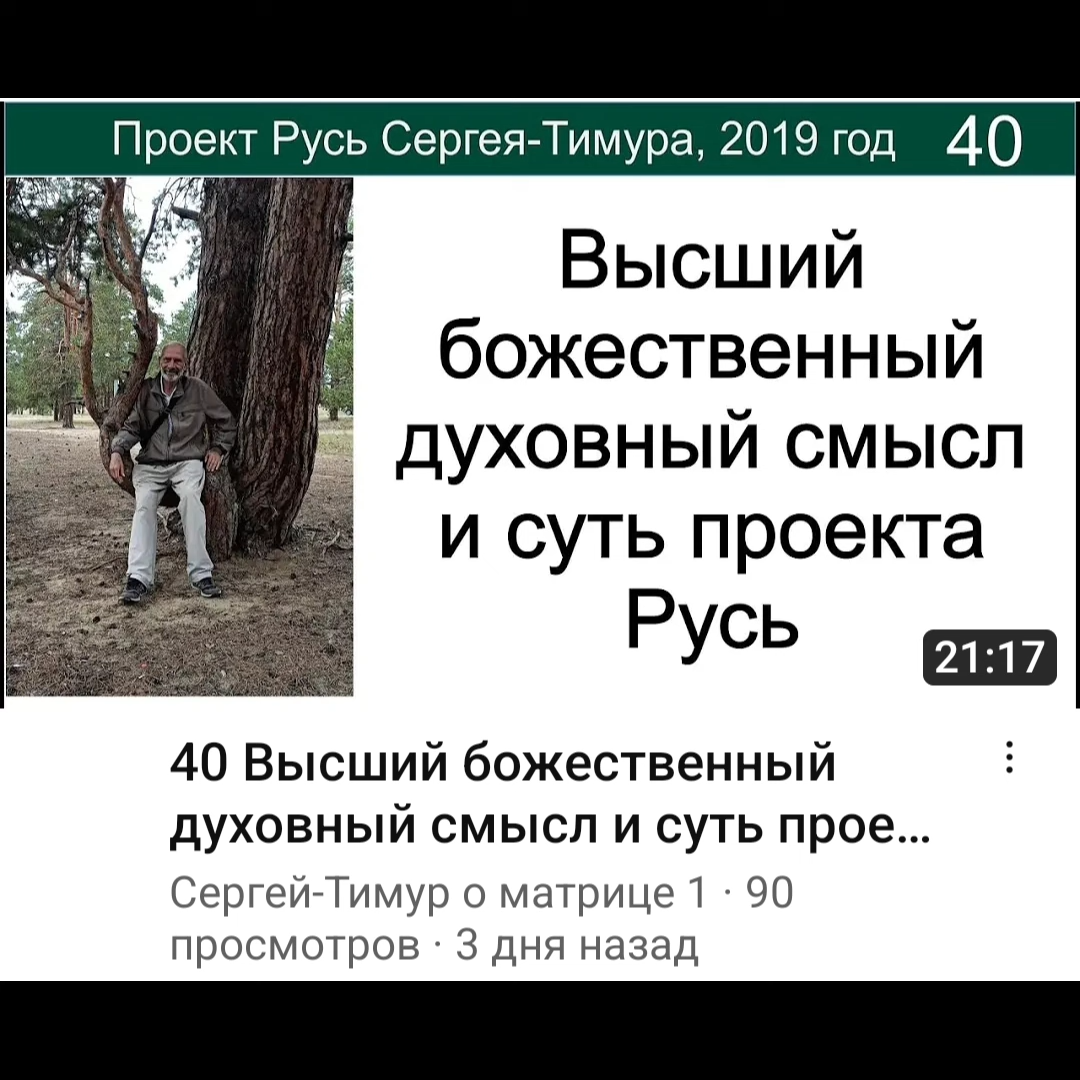 Проект Русь Сергея-Тимура, 2019 год 40
Высший
божественный
духовный смысл
и суть проекта
Русь
21:17
40 Высший божественный
духовный смысл и суть прое...
Сергей-Тимур о матрице 1 · 90
просмотров · 3 дня назад